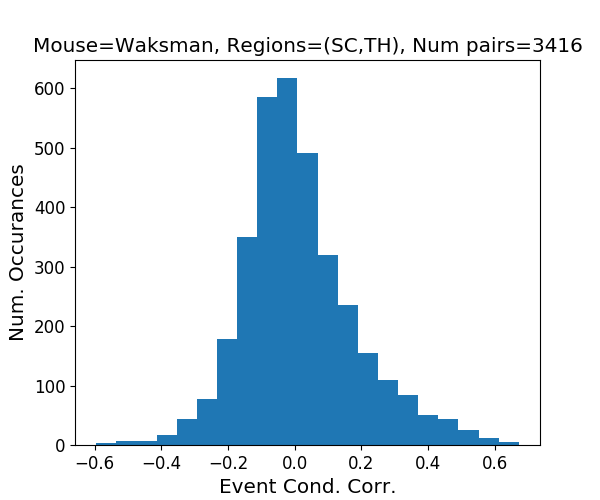 Mouse=Waksman, Regions=(SC,TH), Num pairs=3416
600
500
400
300
200
100
0
Num. Occurances
−0.6 −0.4 −0.2 0.0 0.2 0.4 0.6
Event Cond. Corr.